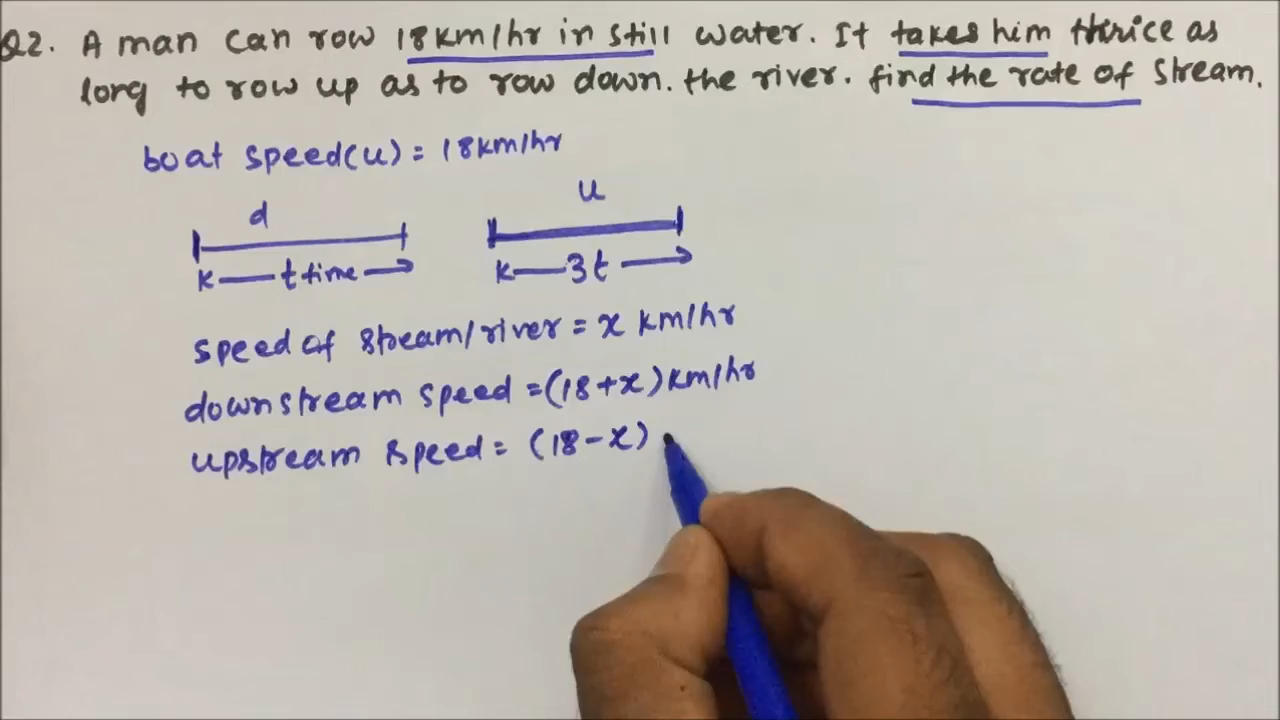 Q2. A man can row 18km/hr in still water. It takes him thrice as
long to row up as to row down. the river. find the rate of Stream.
boat speed(u) = 18km/hr
d
u
t time
3t
speed of stream/river = x km/hr
downstream speed = (18+x) km/hr
upstream speed = (18-x)